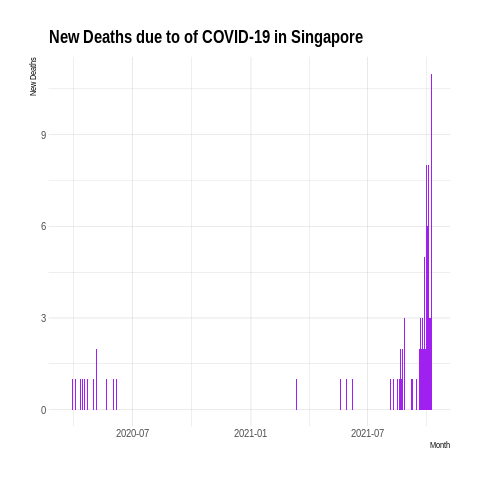 New Deaths due to of COVID-19 in Singapore
New Deaths
9
6
3
0
2020-07 2021-01 2021-07
Month